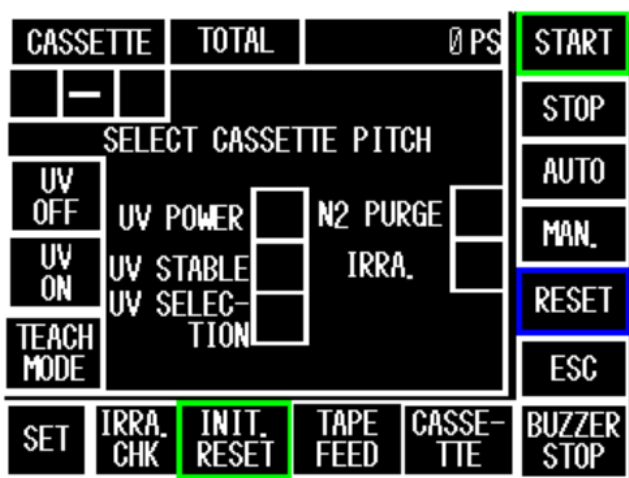 CASSETTE TOTAL 0 PS START
– STOP
SELECT CASSETTE PITCH
AUTO
UV
OFF
UV POWER N2 PURGE
MAN.
UV
ON
UV STABLE IRRA.
UV SELEC-
TION
RESET
TEACH
MODE
ESC
SET
IRRA.
CHK
INIT.
RESET
TAPE
FEED
CASSE-
TTE
BUZZER
STOP